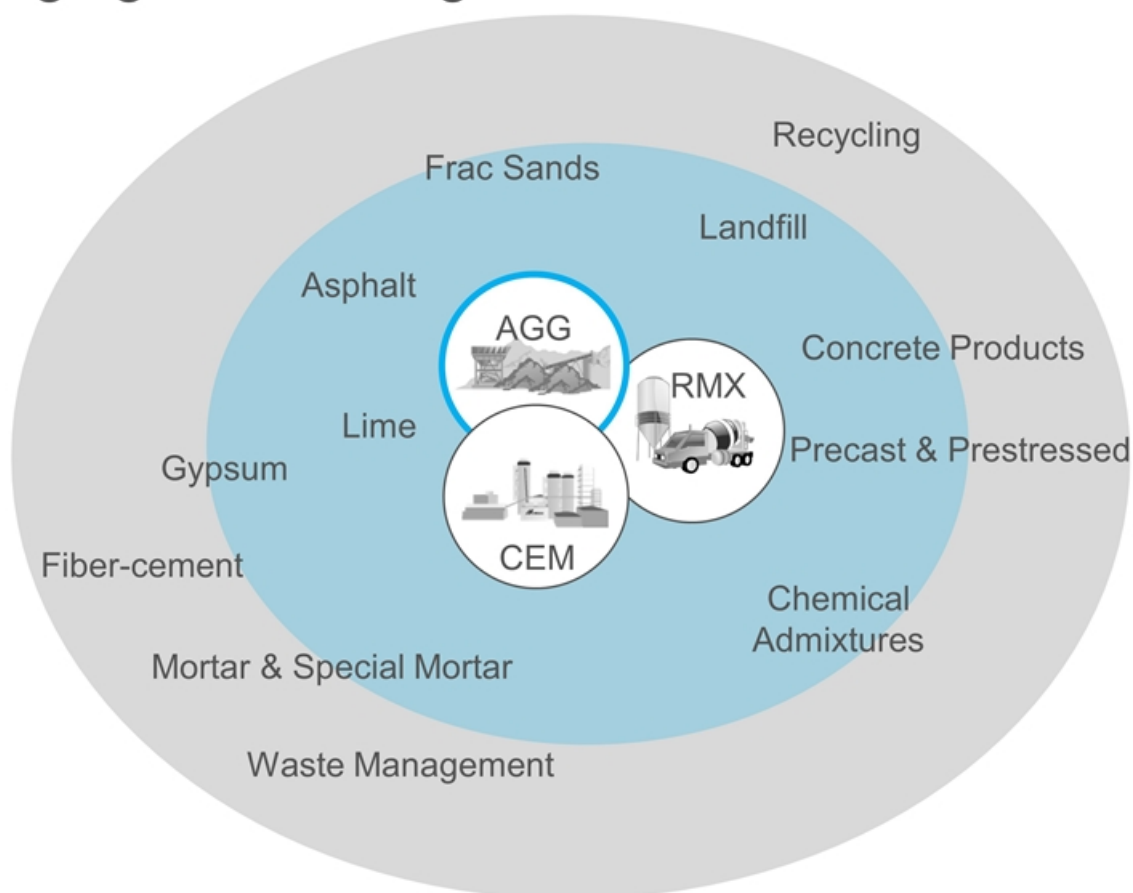 Recycling
Frac Sands
Landfill
Asphalt
AGG
Concrete Products
RMX
Lime
Precast & Prestressed
Gypsum
CEM
Fiber-cement
Chemical
Admixtures
Mortar & Special Mortar
Waste Management